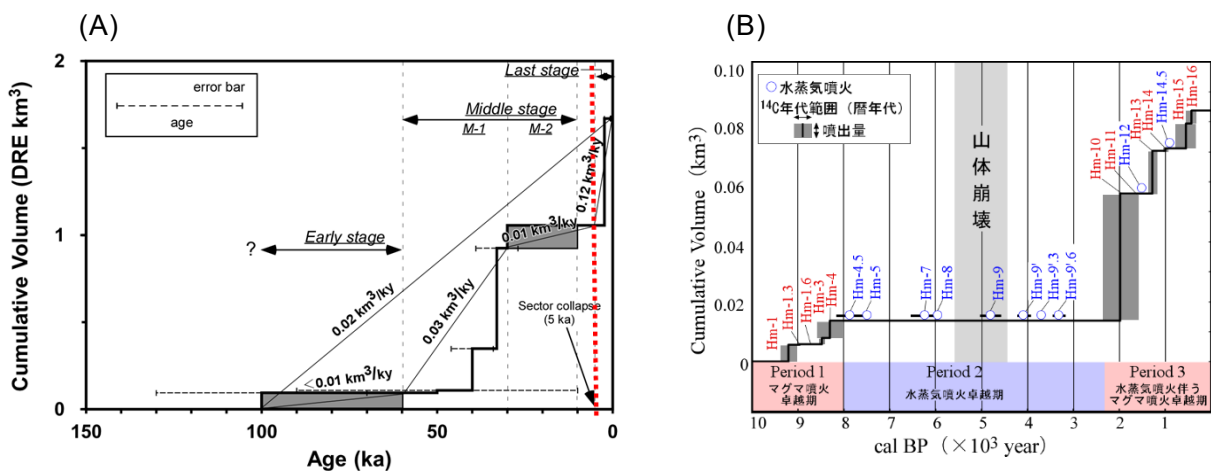 (A)
Cumulative Volume (DRE km³)
2
1
0
error bar
age
Last stage
Middle stage
M-1
M-2
Early stage
?
0.02 km³/ky
0.03 km³/ky
<0.01 km³/ky
0.01 km³/ky
0.12 km³/ky
Sector collapse
(5 ka)
150
100
50
0
Age (ka)
(B)
Cumulative Volume (km³)
0.10
0.08
0.06
0.04
0.02
0
水蒸気噴火
¹⁴C年代範囲（暦年代）
噴出量
山体崩壊
Hm-1
Hm-1.3
Hm-1.6
Hm-3
Hm-4
Hm-4.5
Hm-5
Hm-7
Hm-8
Hm-9
Hm-9'
Hm-9'.3
Hm-9'.6
Hm-10
Hm-11
Hm-12
Hm-13
Hm-14
Hm-14.5
Hm-15
Hm-16
Period 1
マグマ噴火
卓越期
Period 2
水蒸気噴火卓越期
Period 3
水蒸気噴火伴う
マグマ噴火卓越期
10 9 8 7 6 5 4 3 2 1
cal BP （×10³ year）